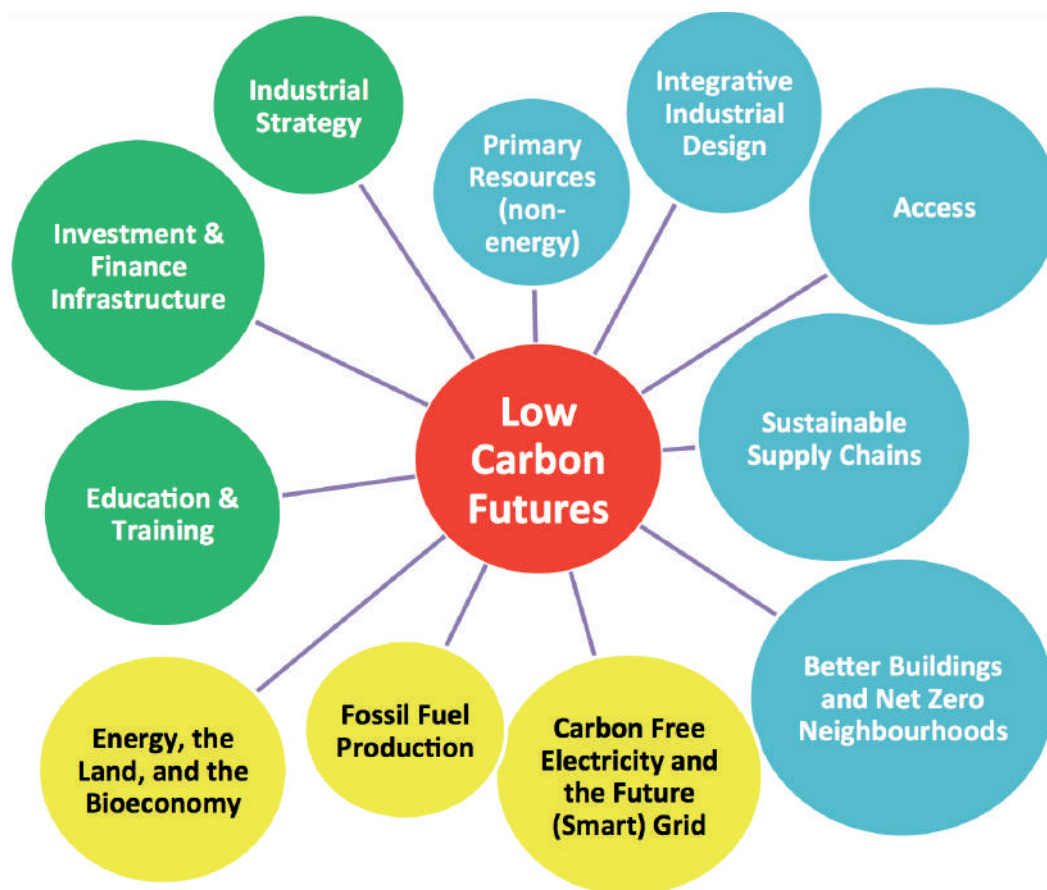 Industrial
Strategy
Primary
Resources
(non-
energy)
Integrative
Industrial
Design
Access
Investment &
Finance
Infrastructure
Low
Carbon
Futures
Sustainable
Supply Chains
Education &
Training
Better Buildings
and Net Zero
Neighbourhoods
Energy, the
Land, and the
Bioeconomy
Fossil Fuel
Production
Carbon Free
Electricity and
the Future
(Smart) Grid